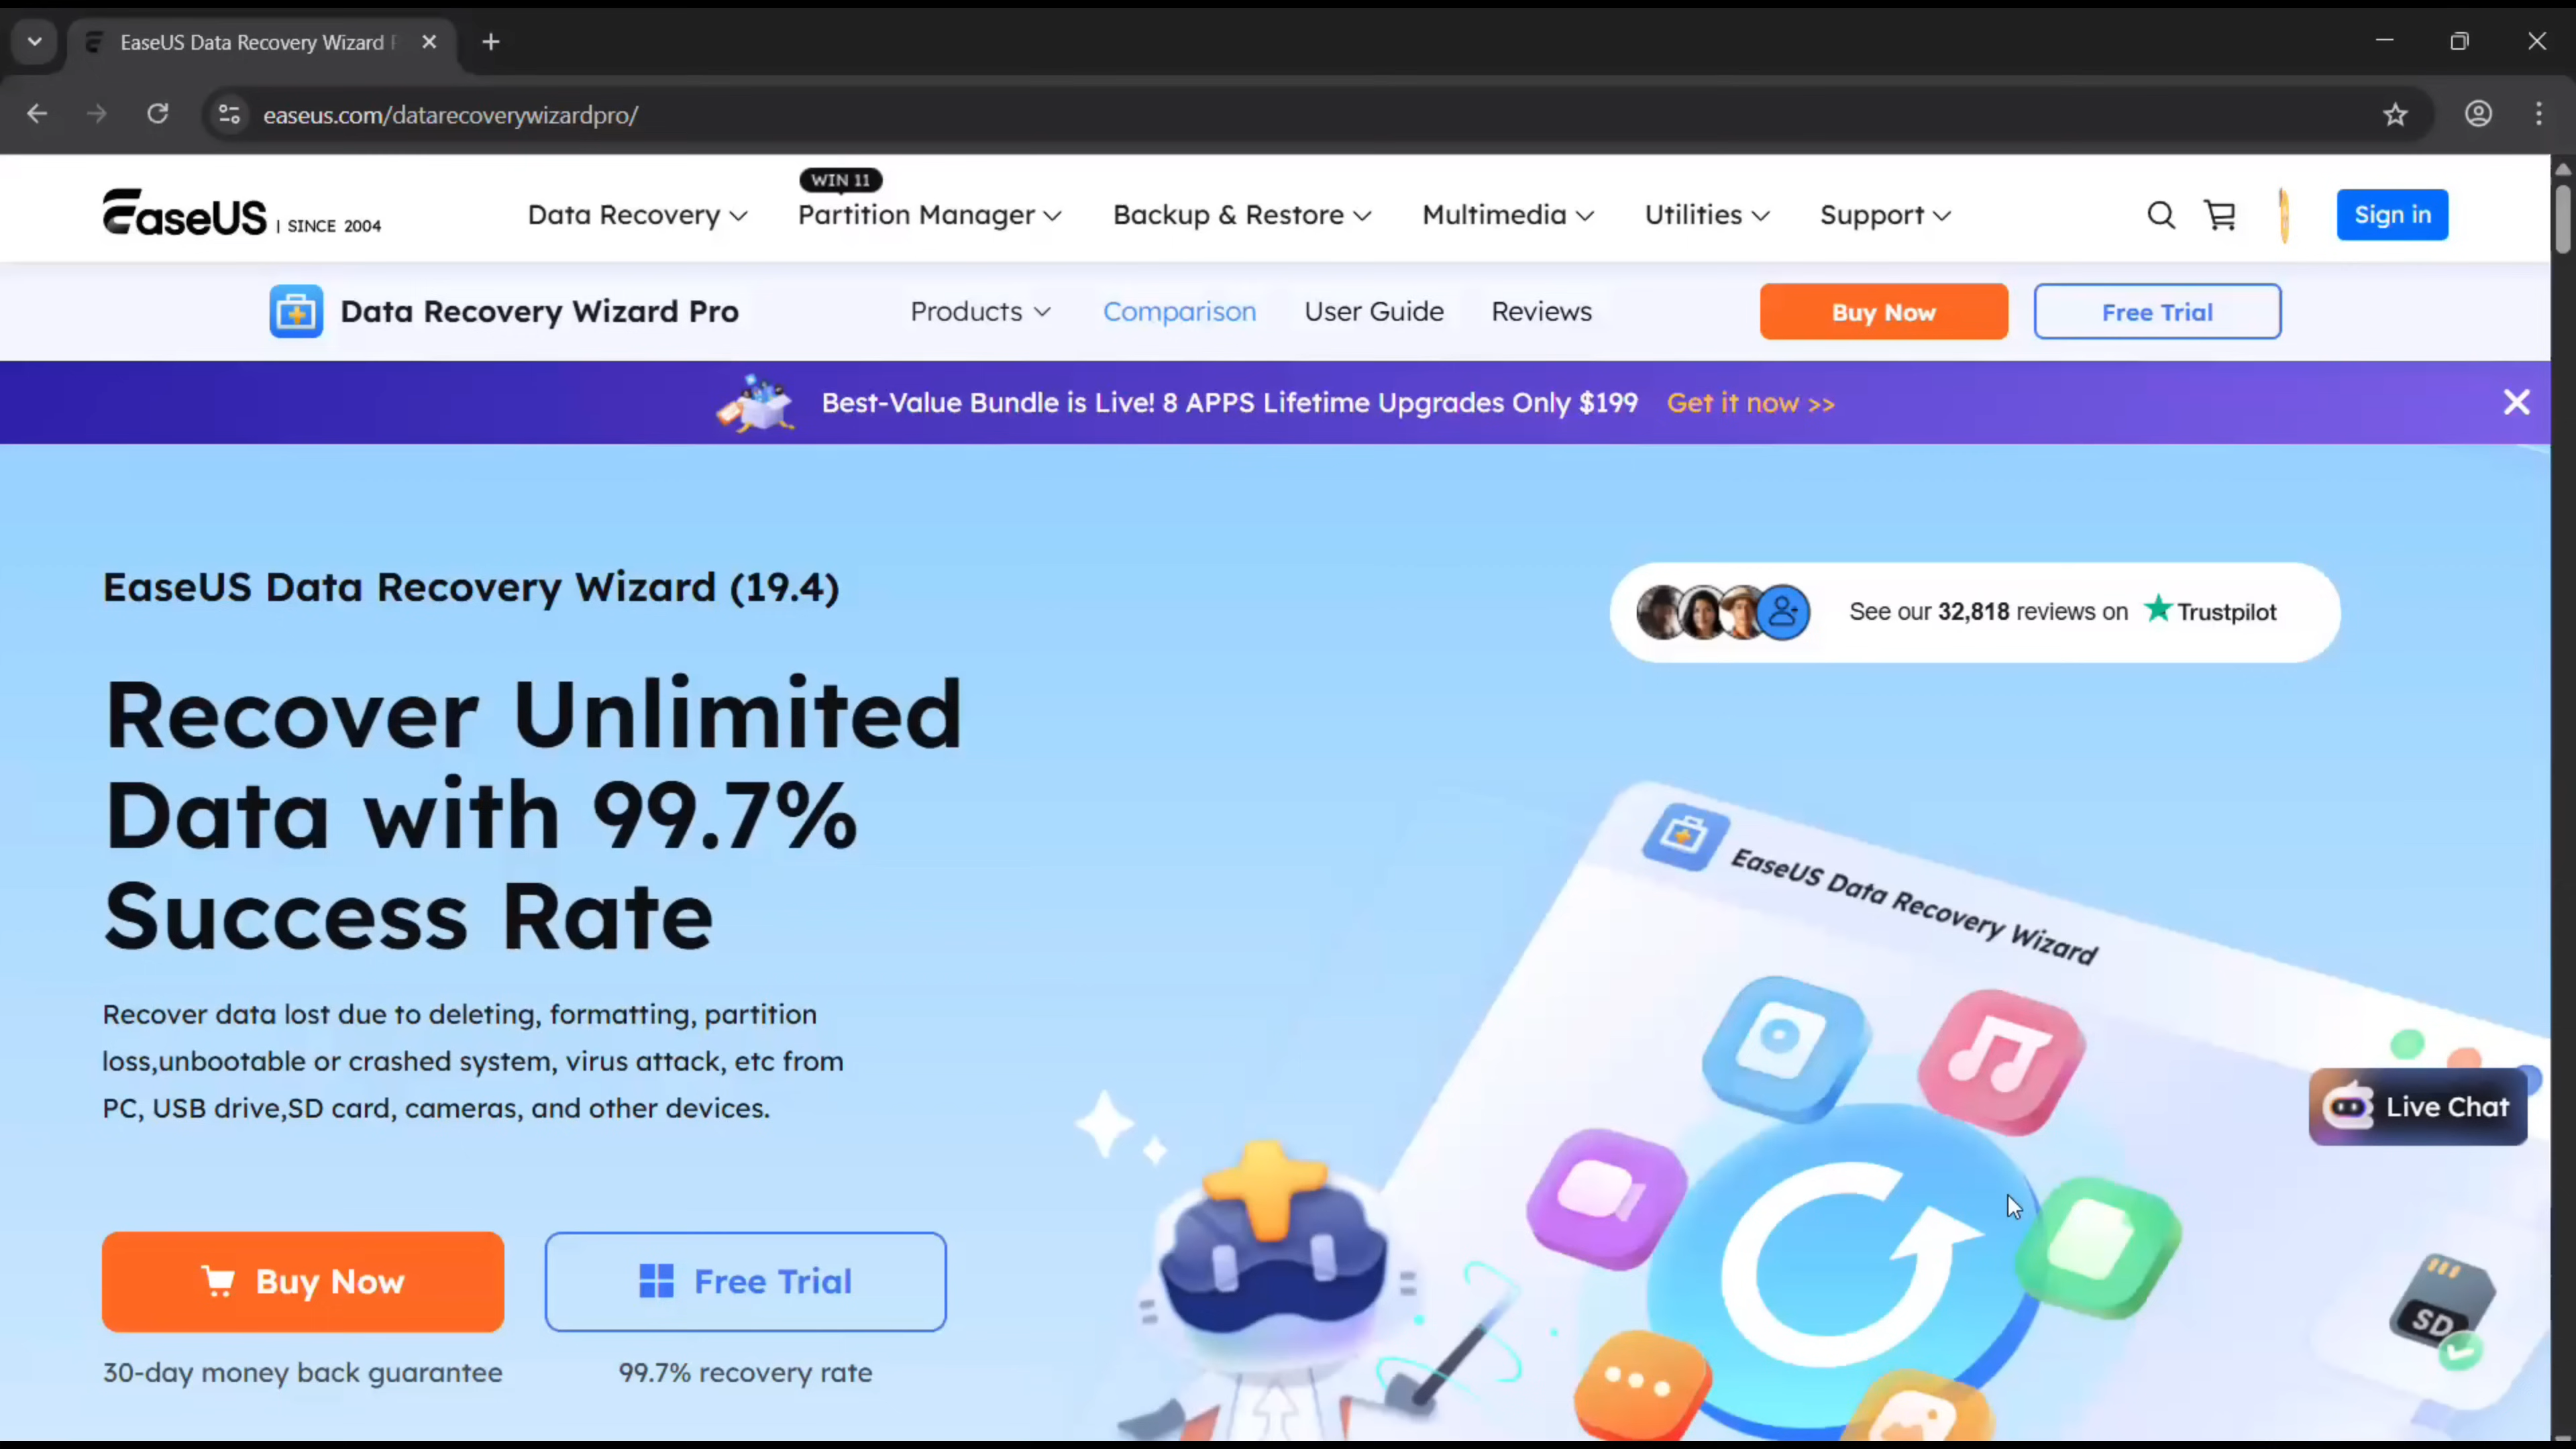 EaseUS Data Recovery Wizard
easeus.com/datarecoverywizardpro/
EaseUS | SINCE 2004
Data Recovery
WIN 11
Partition Manager
Backup & Restore
Multimedia
Utilities
Support
Sign in
Data Recovery Wizard Pro
Products
Comparison
User Guide
Reviews
Buy Now
Free Trial
Best-Value Bundle is Live! 8 APPS Lifetime Upgrades Only $199 Get it now >>
EaseUS Data Recovery Wizard (19.4)
See our 32,818 reviews on Trustpilot
Recover Unlimited
Data with 99.7%
Success Rate
Recover data lost due to deleting, formatting, partition
loss,unbootable or crashed system, virus attack, etc from
PC, USB drive,SD card, cameras, and other devices.
Buy Now
Free Trial
30-day money back guarantee
99.7% recovery rate
EaseUS Data Recovery Wizard
Live Chat
SD